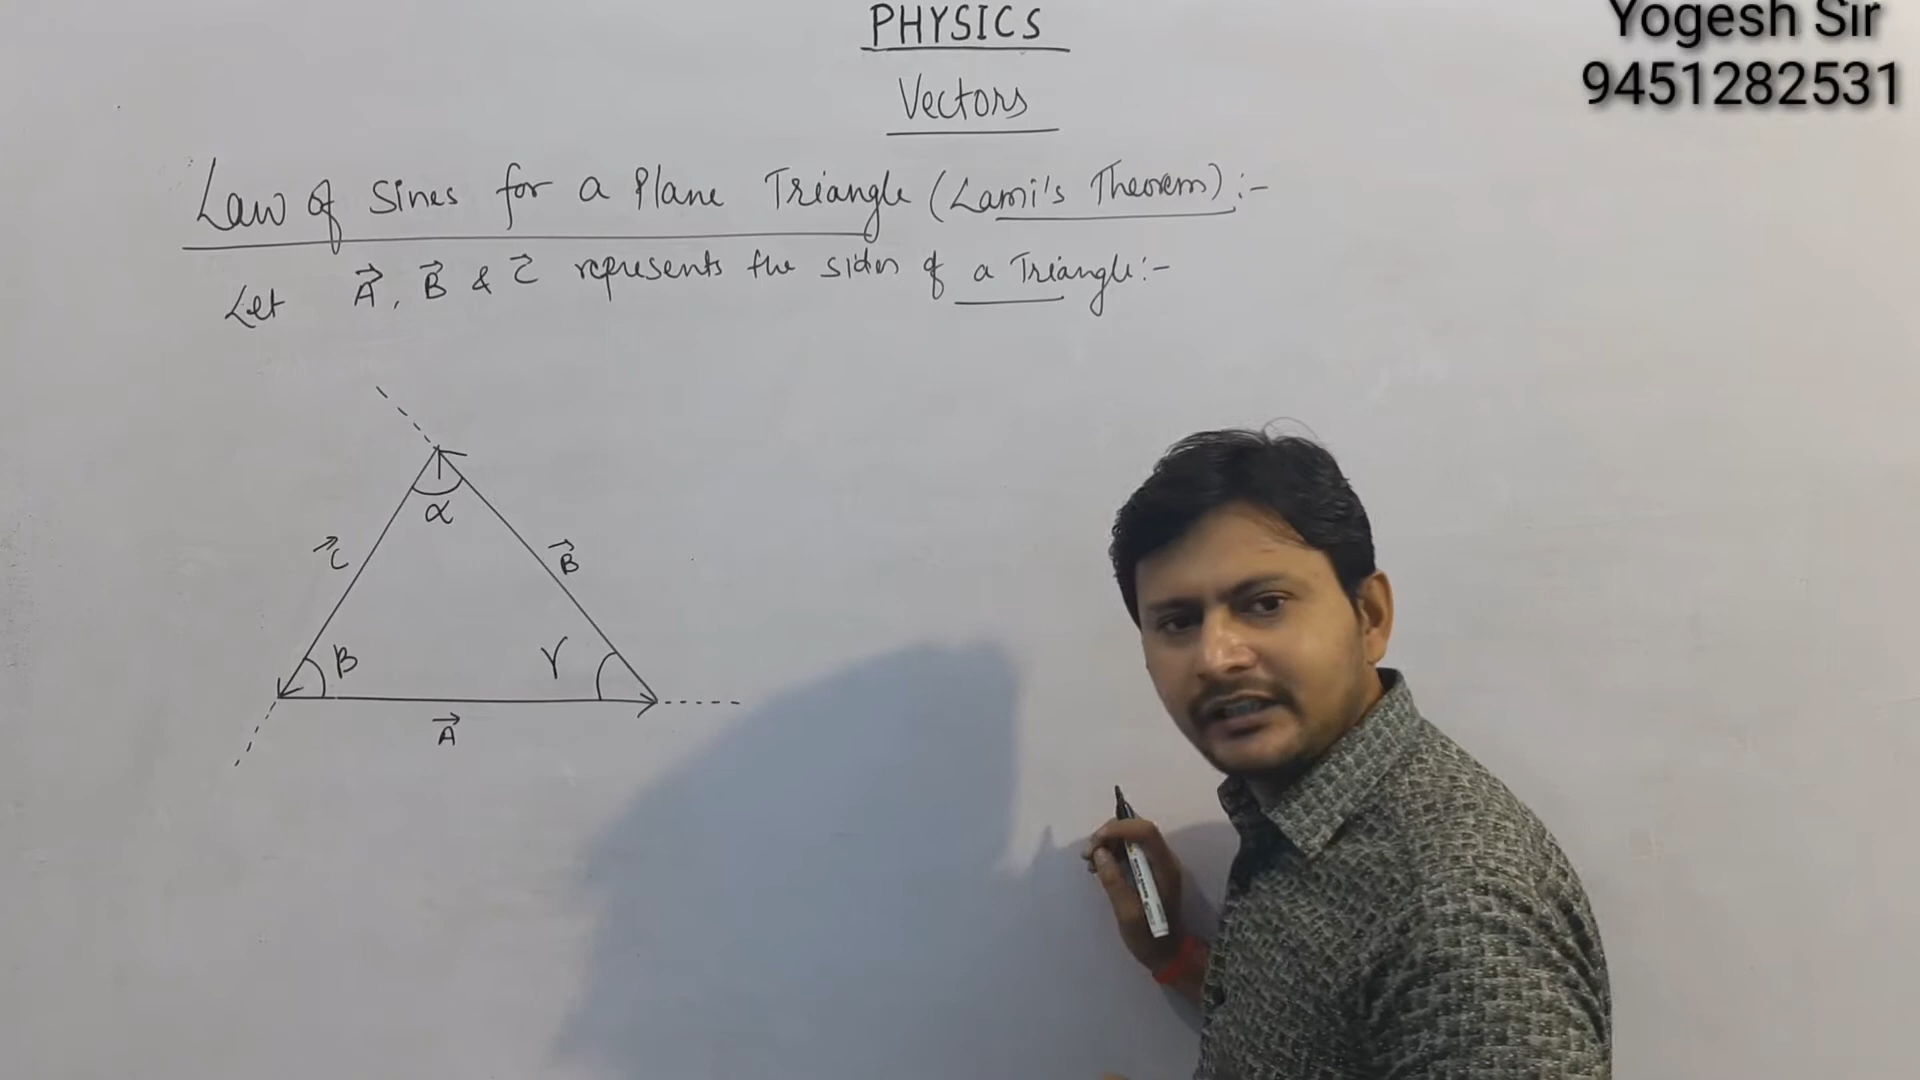 PHYSICS
Yogesh Sir
9451282531
Vectors
Law of Sines for a Plane Triangle (Lami's Theorem) :-
Let A⃗, B⃗ & C⃗ represents the sides of a Triangle:-
α
C⃗
B⃗
β
γ
A⃗